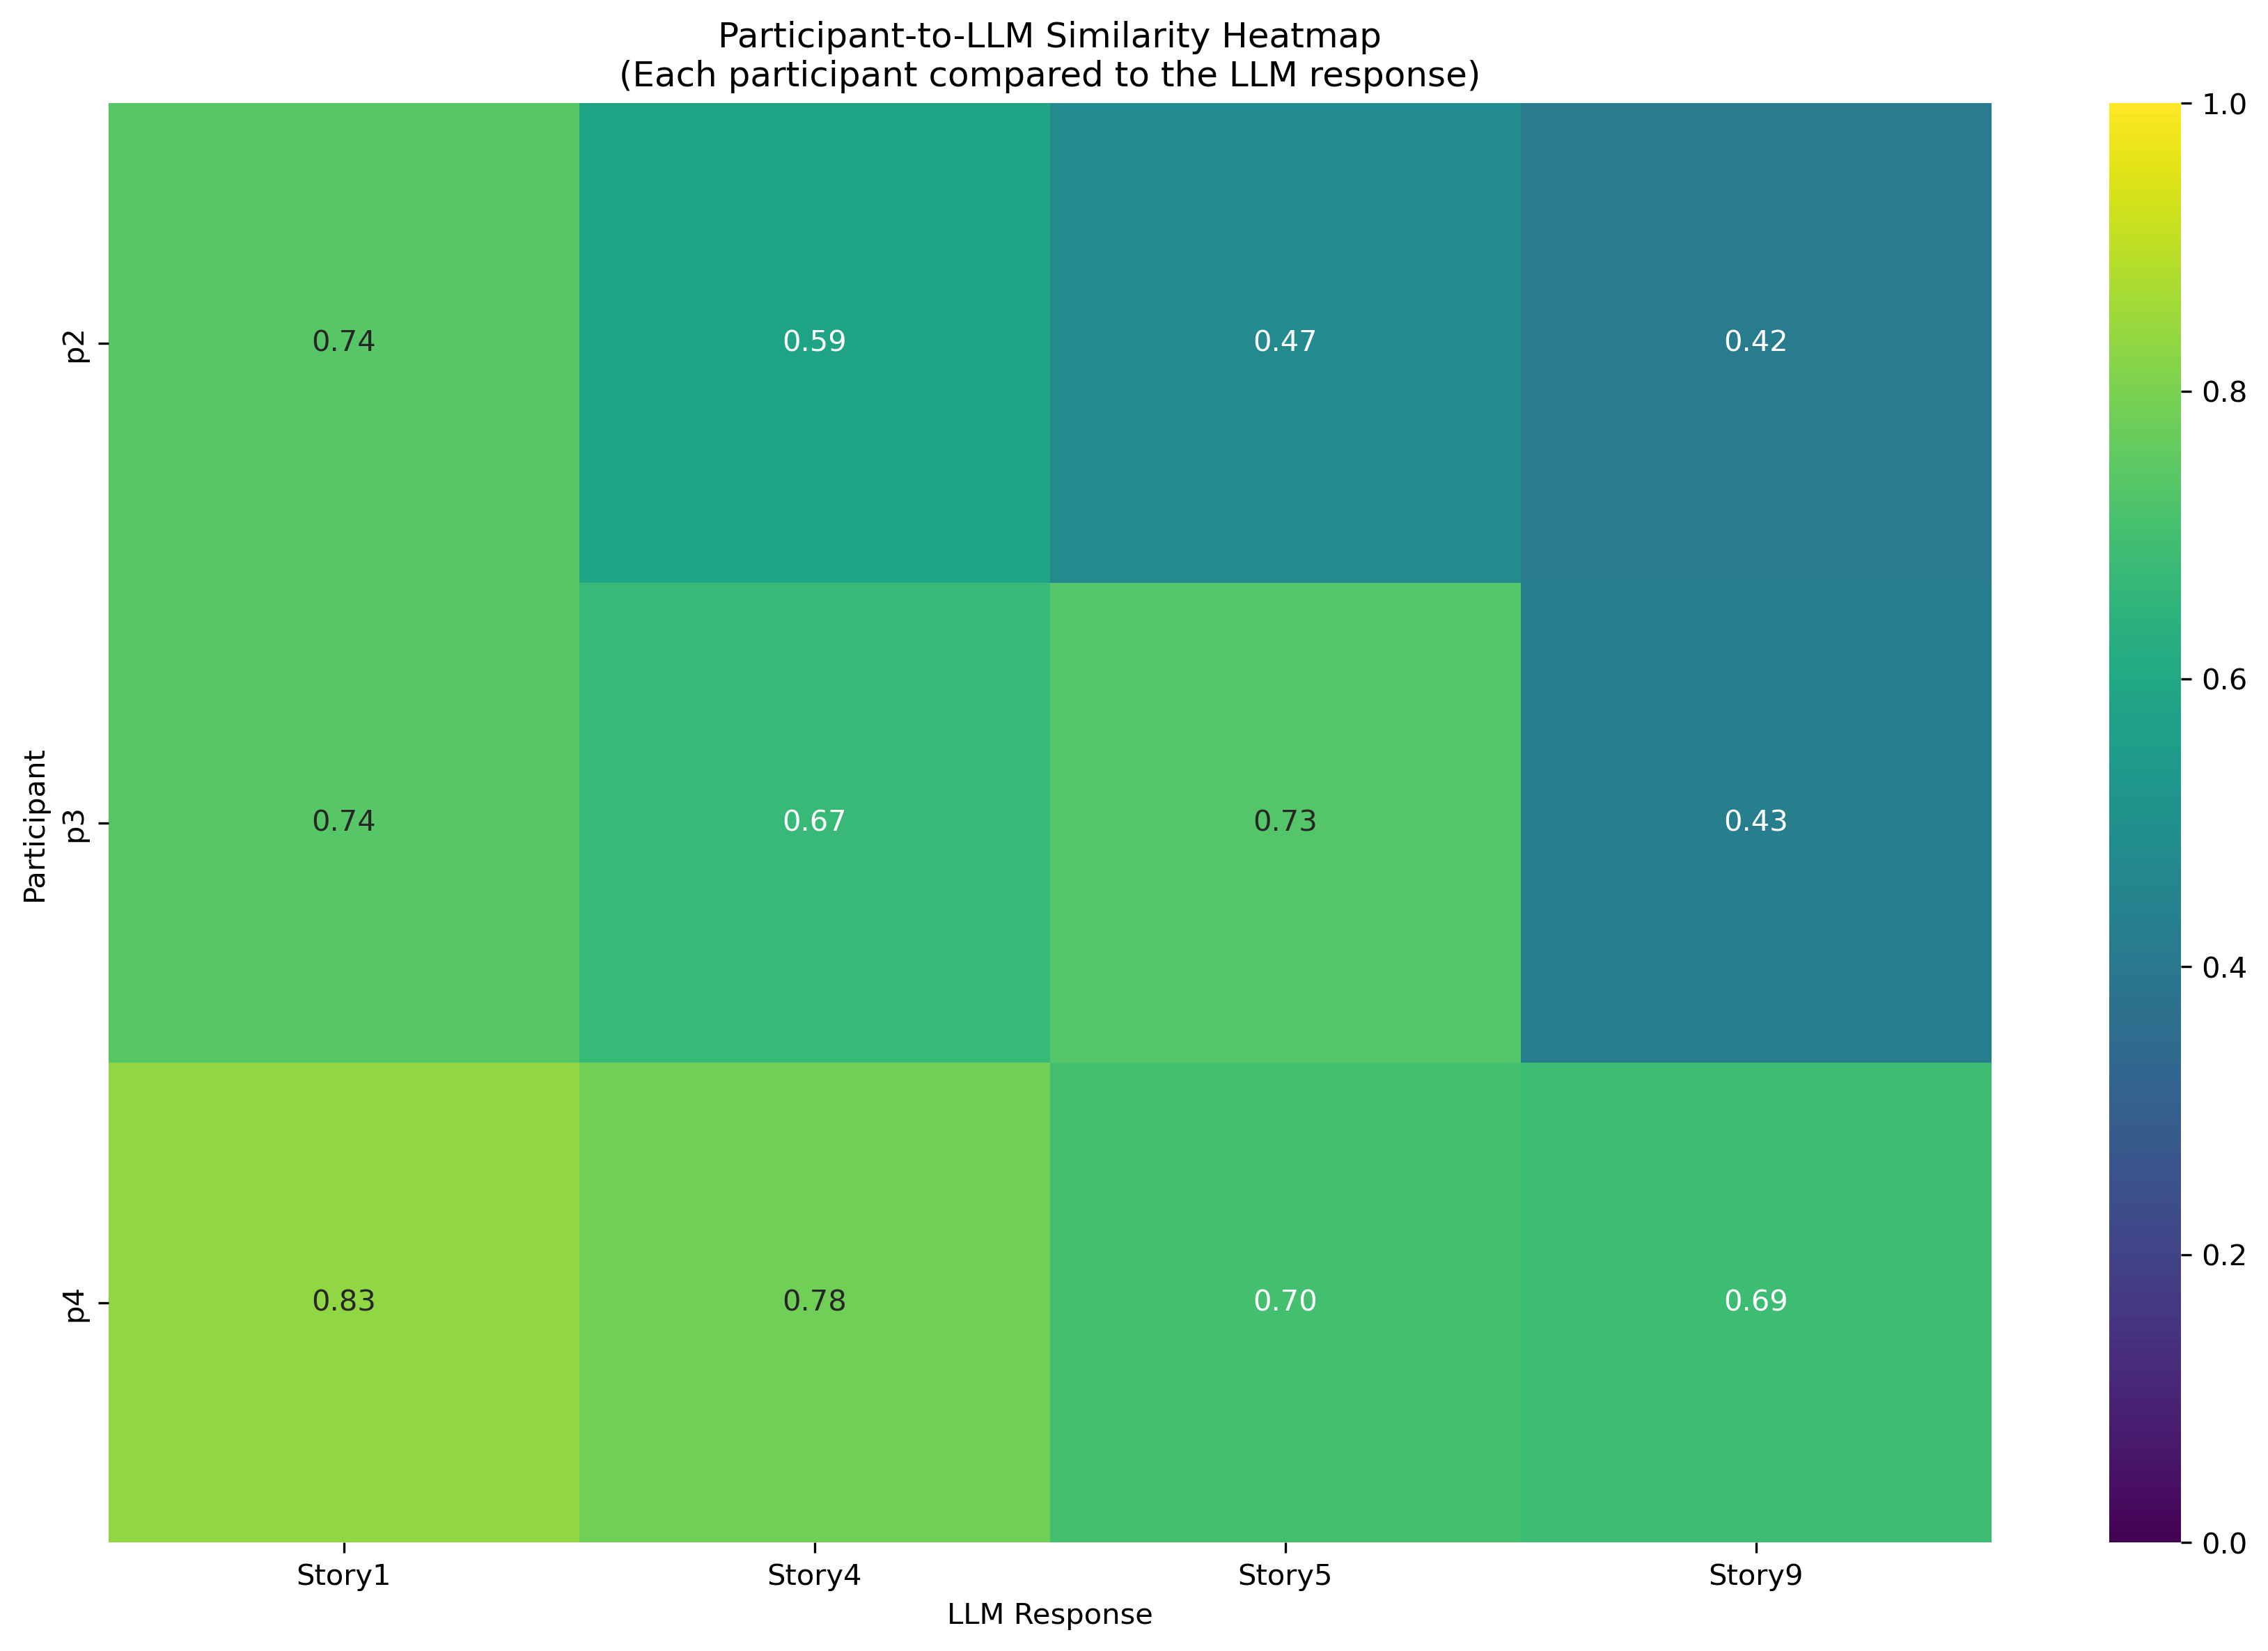 Participant-to-LLM Similarity Heatmap
(Each participant compared to the LLM response)
Participant
p2
0.74
0.59
0.47
0.42
p3
0.74
0.67
0.73
0.43
p4
0.83
0.78
0.70
0.69
Story1
Story4
Story5
Story9
LLM Response
1.0
0.8
0.6
0.4
0.2
0.0